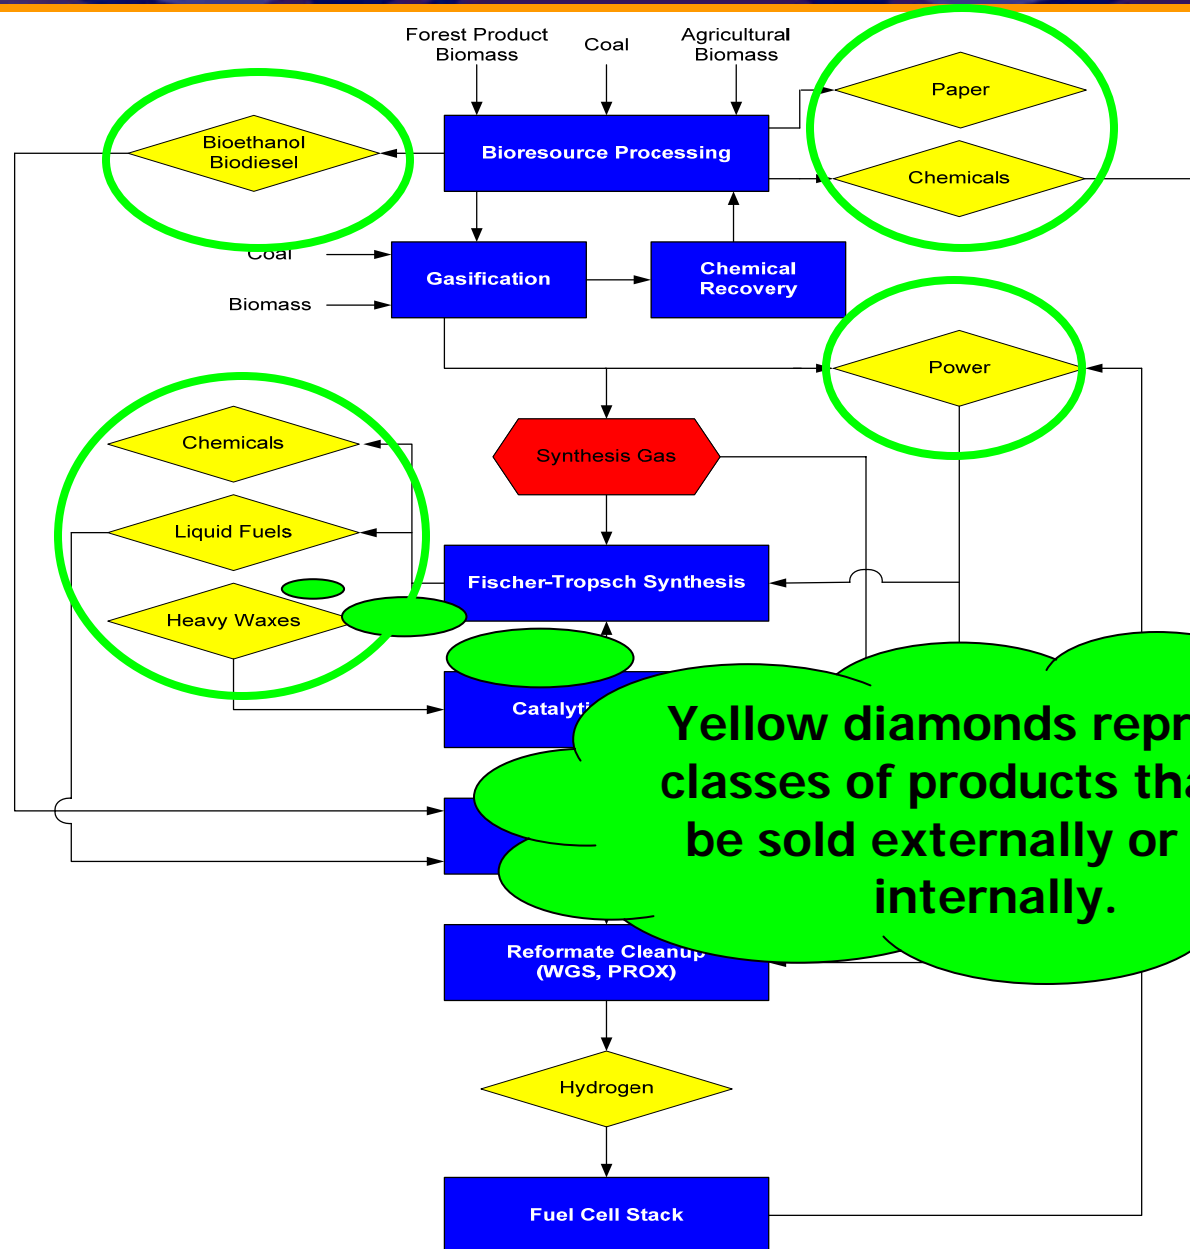 Forest Product
Biomass
Coal
Agricultural
Biomass
Paper
Bioethanol
Biodiesel
Bioresource Processing
Chemicals
Coal
Gasification
Chemical
Recovery
Biomass
Power
Chemicals
Synthesis Gas
Liquid Fuels
Fischer-Tropsch Synthesis
Heavy Waxes
Yellow diamonds
classes of products
be sold externally or
internally.
Reformate Cleanup
(WGS, PROX)
Hydrogen
Fuel Cell Stack